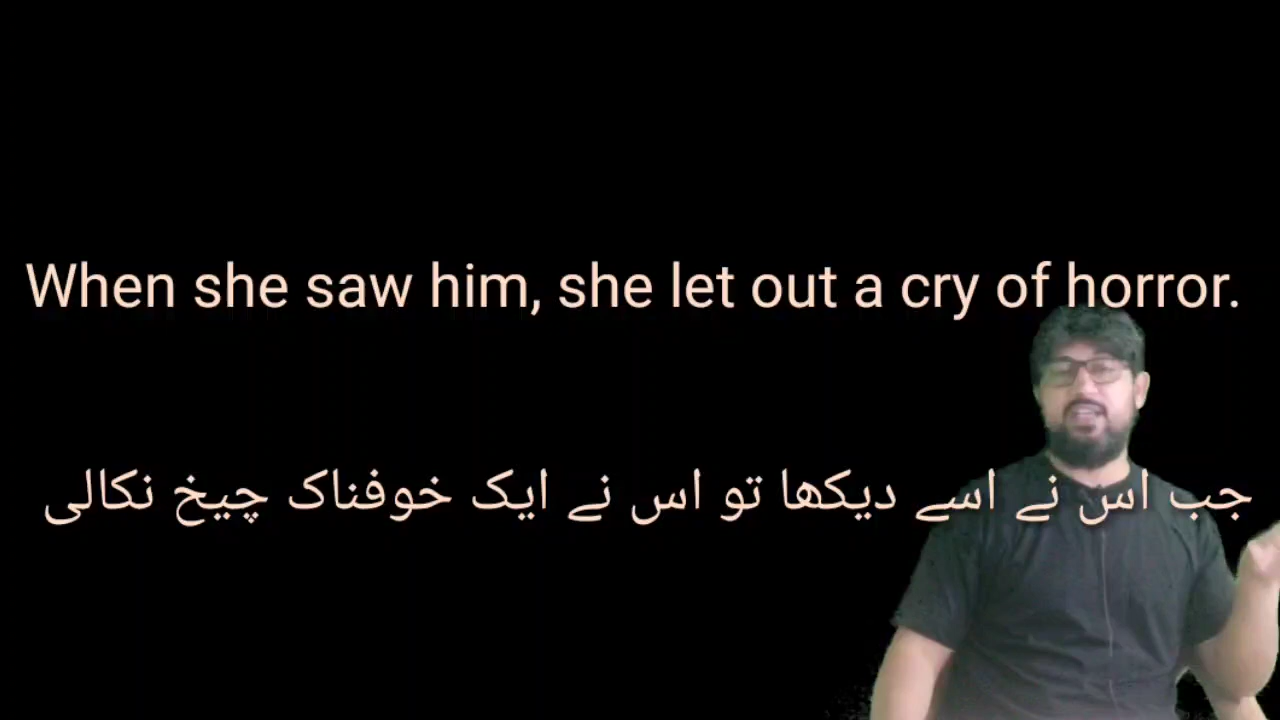 When she saw him, she let out a cry of horror.
جب اس نے اسے دیکھا تو اس نے ایک خوفناک چیخ نکالی